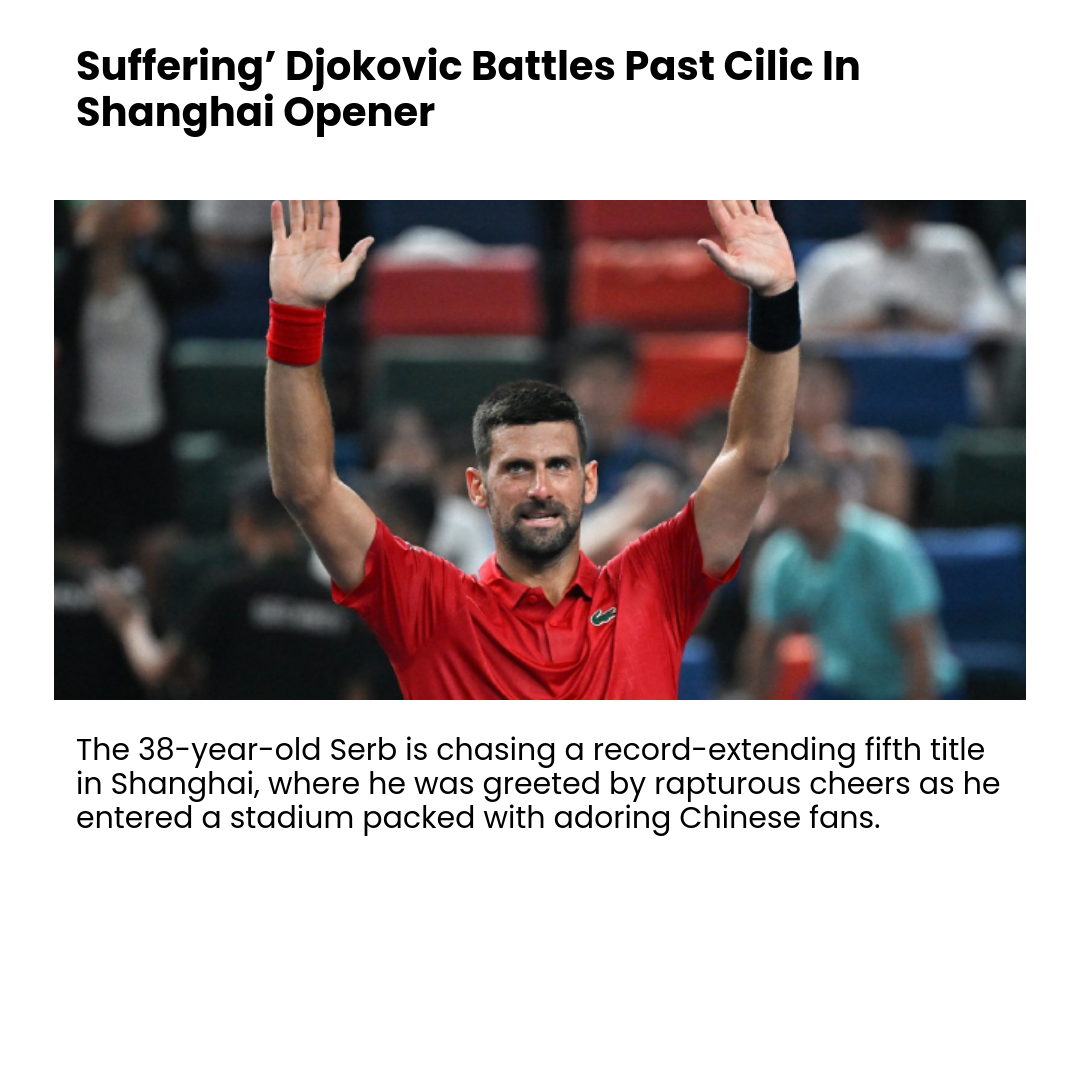 Suffering’ Djokovic Battles Past Cilic In
Shanghai Opener
The 38-year-old Serb is chasing a record-extending fifth title
in Shanghai, where he was greeted by rapturous cheers as he
entered a stadium packed with adoring Chinese fans.